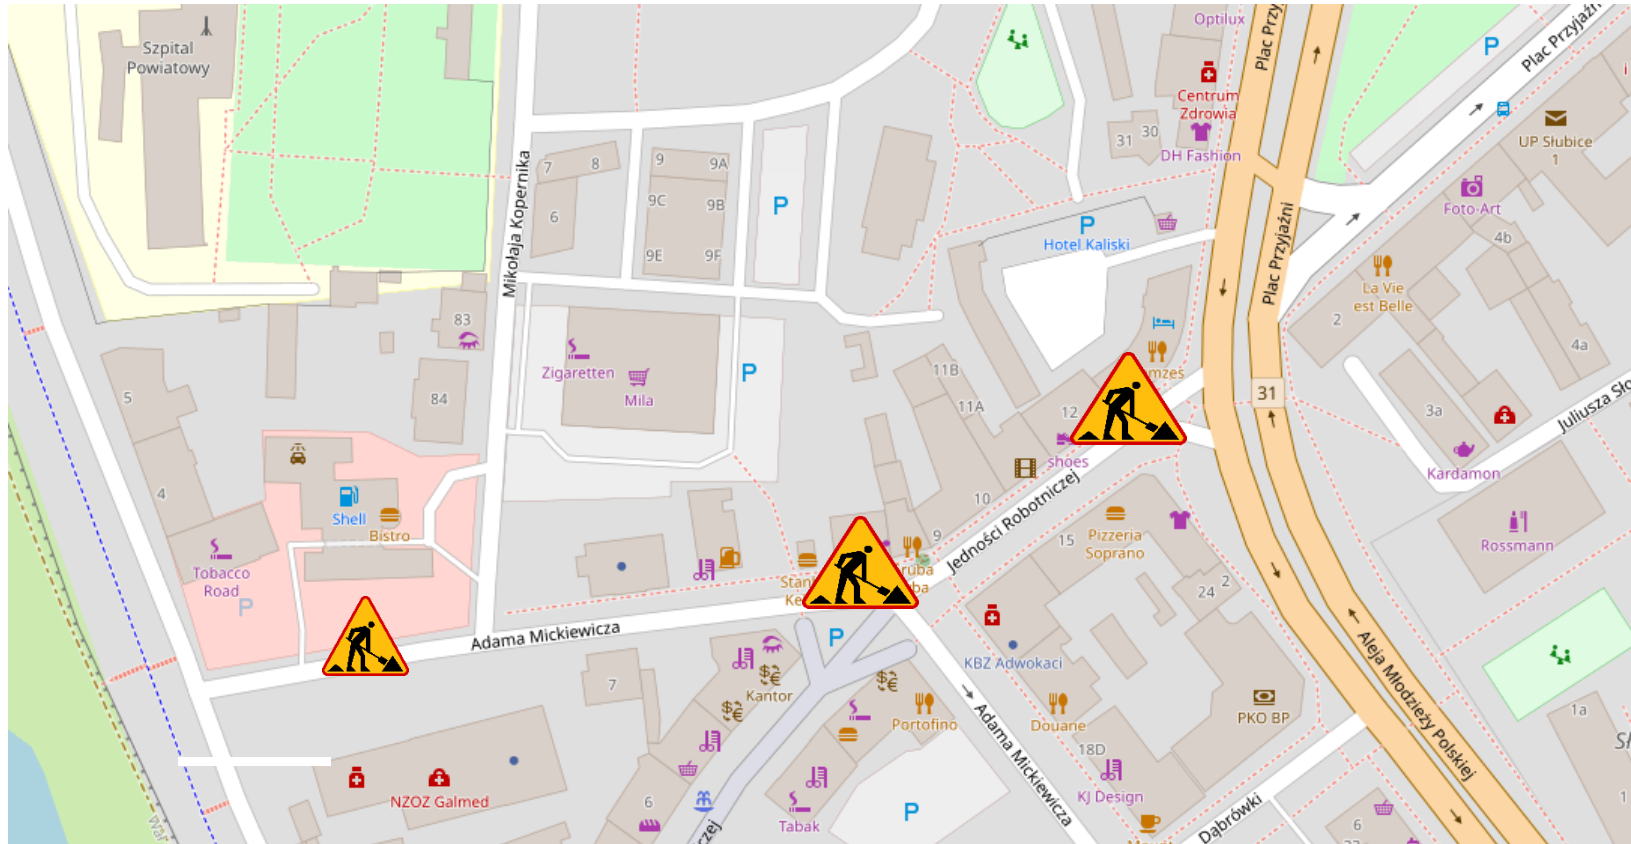 Szpital
Powiatowy
Mikołaja Kopernika
7
8
6
9
9A
9C
9B
9E
9F
P
Optilux
Centrum
Zdrowia
31
30
DH Fashion
Plac Przyjaźni
Plac Przyjaźni
P
UP Słubice
1
Foto-Art
4b
P
Hotel Kaliski
La Vie
est Belle
2
4a
83
84
5
4
Zigaretten
Mila
P
11B
11A
12
shoes
10
9
31
3a
Kardamon
Juliusza Sło
Rossmann
Shell
Bistro
Tobacco
Road
P
Jedności Robotniczej
Pizzeria
Soprano
15
24
2
Adama Mickiewicza
P
KBZ Adwokaci
Kantor
7
Portofino
Douane
PKO BP
Aleja Młodzieży Polskiej
1a
18D
KJ Design
Adama Mickiewicza
NZOZ Galmed
6
Tabak
P
Dąbrówki
6
1